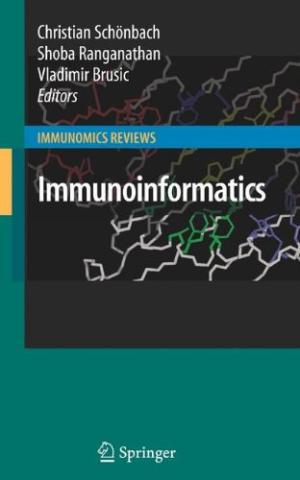 Christian Schönbach
Shoba Ranganathan
Vladimir Brusic
Editors
IMMUNOMICS REVIEWS
Immunoinformatics
Springer